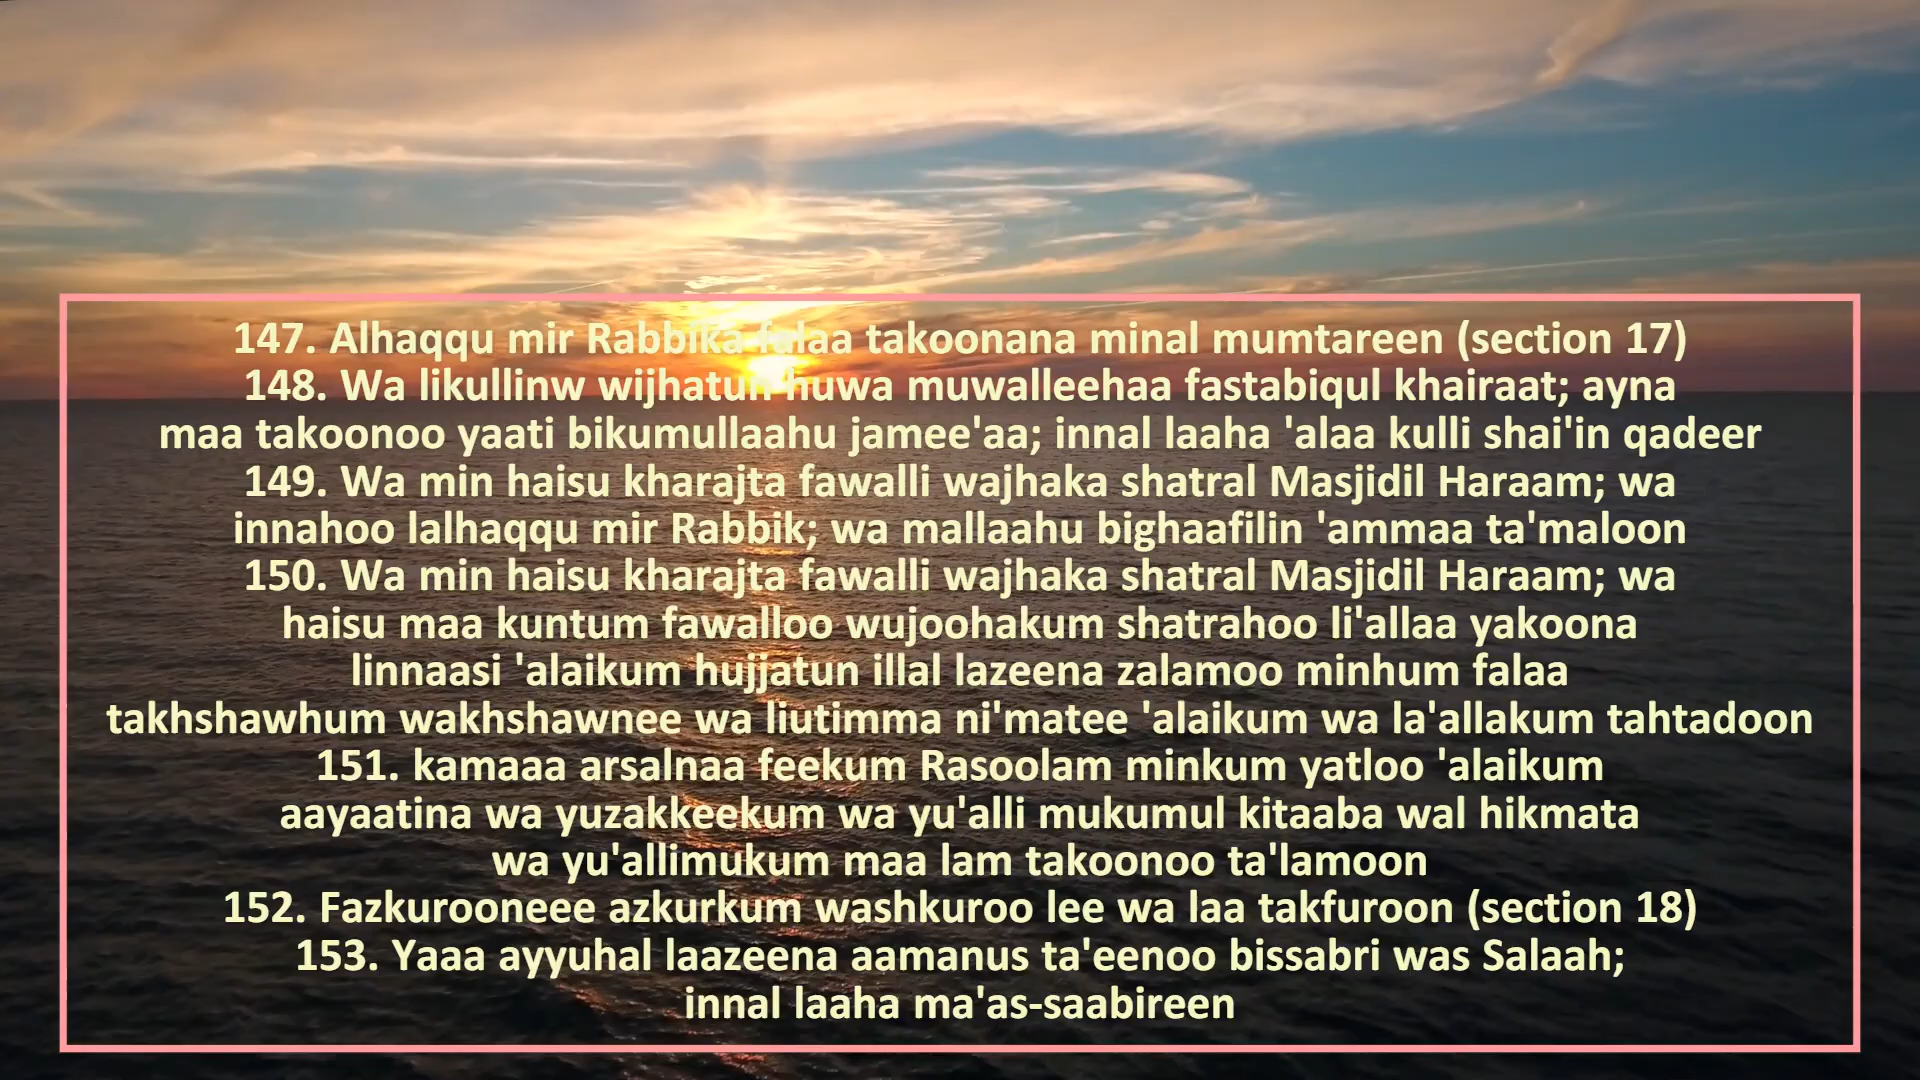 147. Alhaqqu mir Rabbika falaa takoonana minal mumtareen (section 17)
148. Wa likullinw wijhatun huwa muwalleehaa fastabiqul khairaat; ayna
maa takoonoo yaati bikumullaahu jamee'aa; innal laaha 'alaa kulli shai'in qadeer
149. Wa min haisu kharajta fawalli wajhaka shatral Masjidil Haraam; wa
innahoo lalhaqqu mir Rabbik; wa mallaahu bighaafilin 'ammaa ta'maloon
150. Wa min haisu kharajta fawalli wajhaka shatral Masjidil Haraam; wa
haisu maa kuntum fawalloo wujoohakum shatrahoo li'allaa yakoona
linnaasi 'alaikum hujjatun illal lazeena zalamoo minhum falaa
takhshawhum wakhshawnee wa liutimma ni'matee 'alaikum wa la'allakum tahtadoon
151. kamaaa arsalnaa feekum Rasoolam minkum yatloo 'alaikum
aayaatina wa yuzakkeekum wa yu'alli mukumul kitaaba wal hikmata
wa yu'allimukum maa lam takoonoo ta'lamoon
152. Fazkurooneee azkurkum washkuroo lee wa laa takfuroon (section 18)
153. Yaaa ayyuhal laazeena aamanus ta'eenoo bissabri was Salaah;
innal laaha ma'as-saabireen